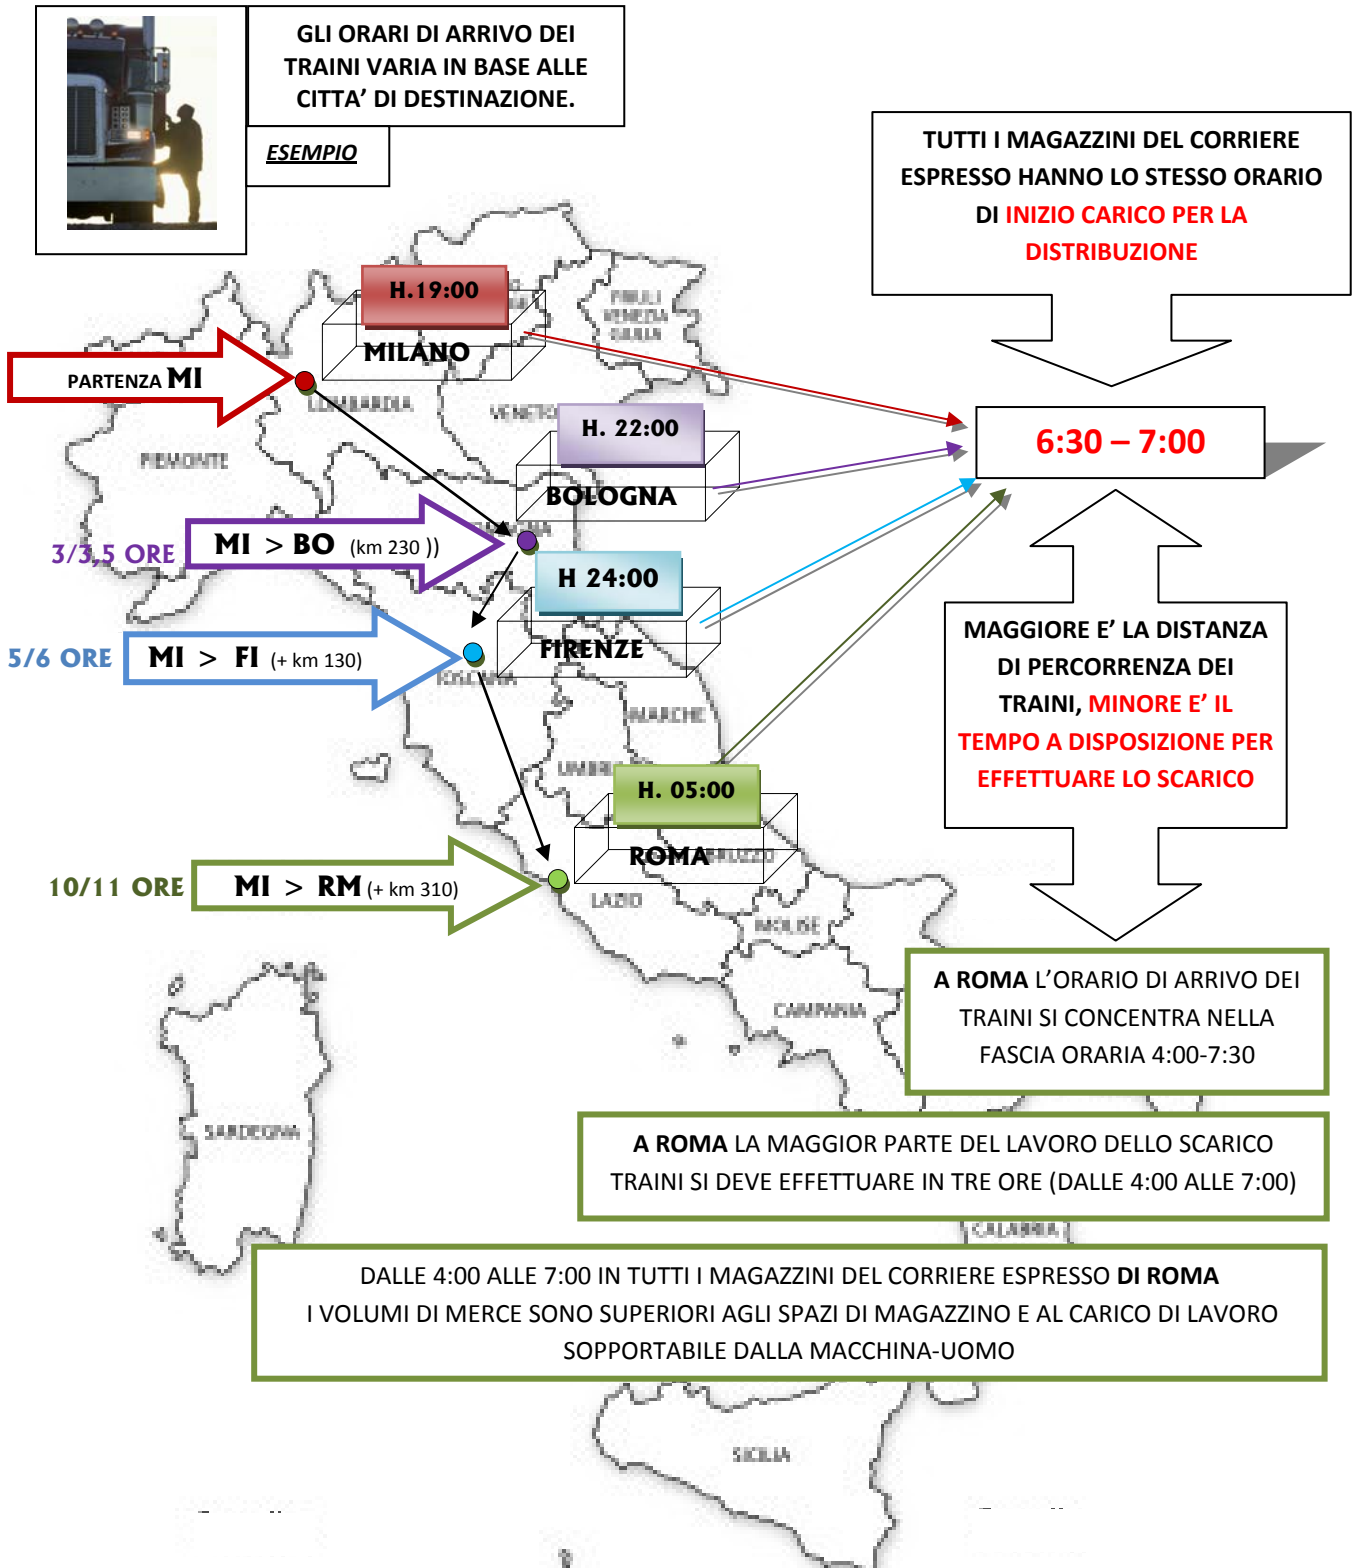 GLI ORARI DI ARRIVO DEI
TRAINI VARIA IN BASE ALLE
CITTA' DI DESTINAZIONE.
ESEMPIO
TUTTI I MAGAZZINI DEL CORRIERE
ESPRESSO HANNO LO STESSO ORARIO
DI INIZIO CARICO PER LA
DISTRIBUZIONE
H.19:00
MILANO
FRIULI
VENEZIA
GIULIA
PARTENZA MI
LOMBARDIA
VENETO
PIEMONTE
H. 22:00
BOLOGNA
6:30 – 7:00
3/3,5 ORE
MI > BO (km 230 ))
H 24:00
FIRENZE
5/6 ORE
MI > FI (+ km 130)
TOSCANA
MARCHE
MAGGIORE E' LA DISTANZA
DI PERCORRENZA DEI
TRAINI, MINORE E' IL
TEMPO A DISPOSIZIONE PER
EFFETTUARE LO SCARICO
H. 05:00
ROMA
10/11 ORE
MI > RM (+ km 310)
LAZIO
MOLISE
CAMPANIA
A ROMA L'ORARIO DI ARRIVO DEI
TRAINI SI CONCENTRA NELLA
FASCIA ORARIA 4:00-7:30
SARDEGNA
A ROMA LA MAGGIOR PARTE DEL LAVORO DELLO SCARICO
TRAINI SI DEVE EFFETTUARE IN TRE ORE (DALLE 4:00 ALLE 7:00)
CALABRIA
DALLE 4:00 ALLE 7:00 IN TUTTI I MAGAZZINI DEL CORRIERE ESPRESSO DI ROMA
I VOLUMI DI MERCE SONO SUPERIORI AGLI SPAZI DI MAGAZZINO E AL CARICO DI LAVORO
SOPPORTABILE DALLA MACCHINA-UOMO
SICILIA